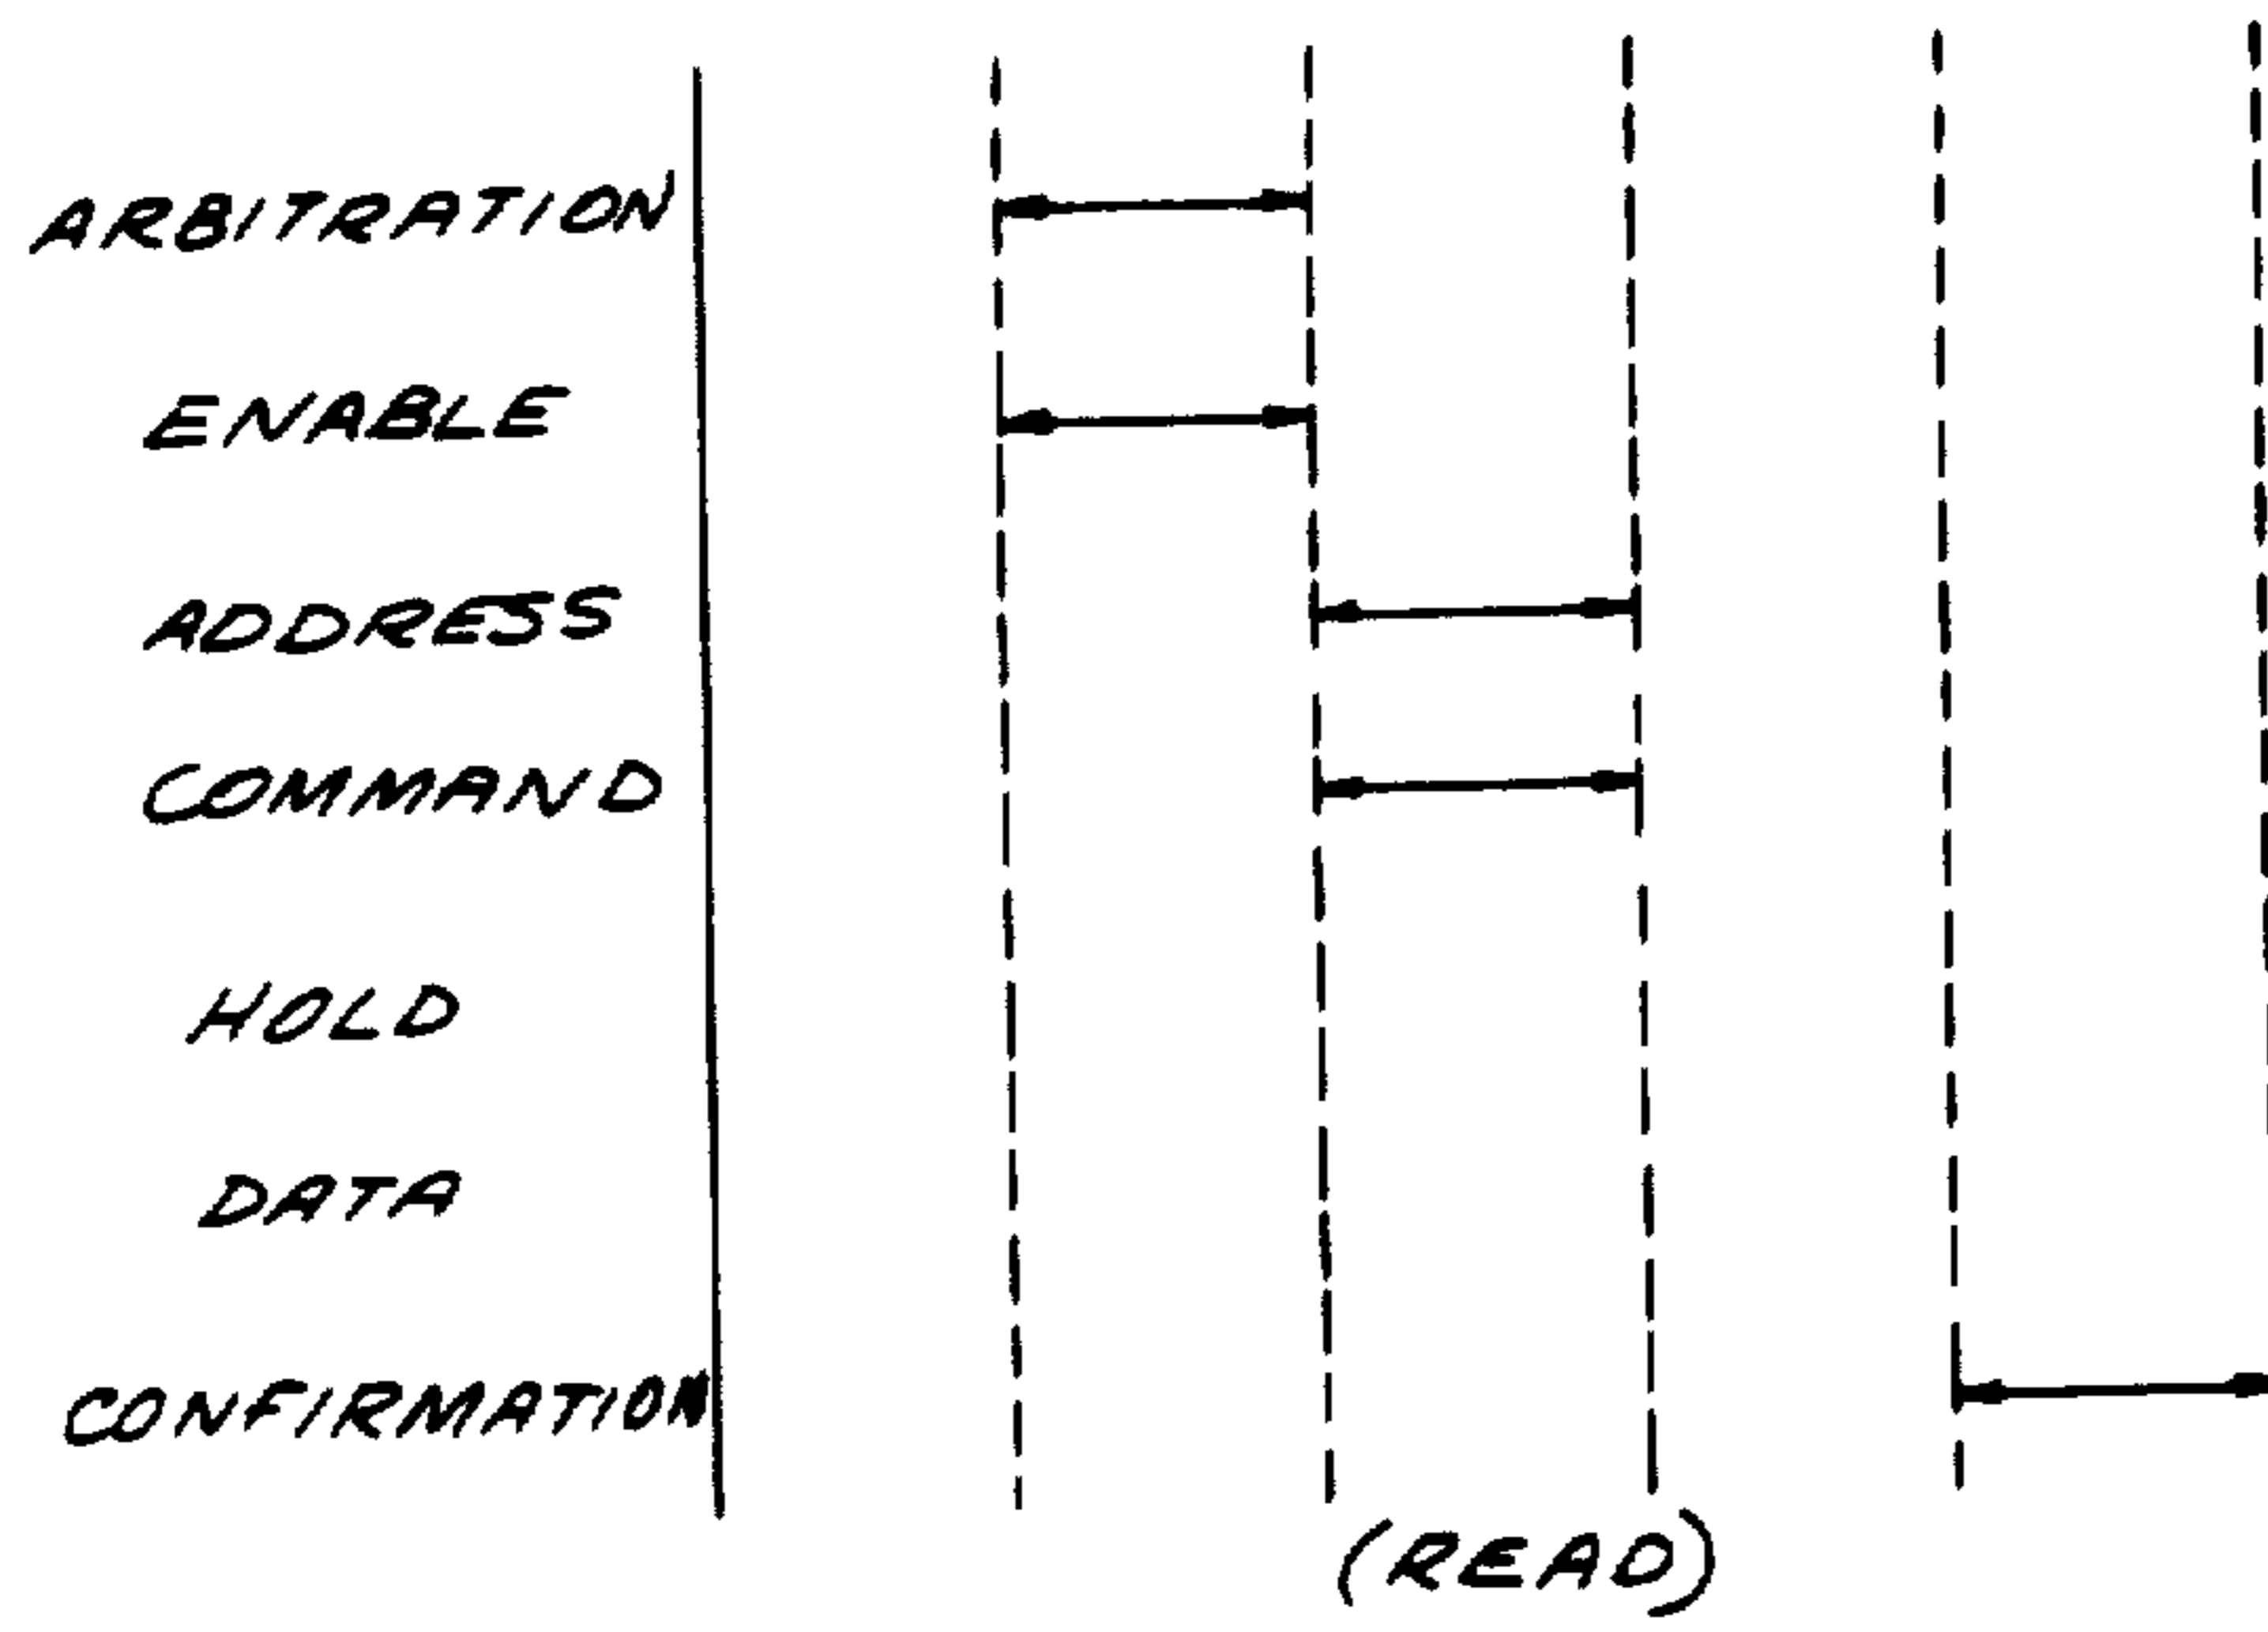 ARBITRATION
ENABLE
ADDRESS
COMMAND
HOLD
DATA
CONFIRMATION
(READ)